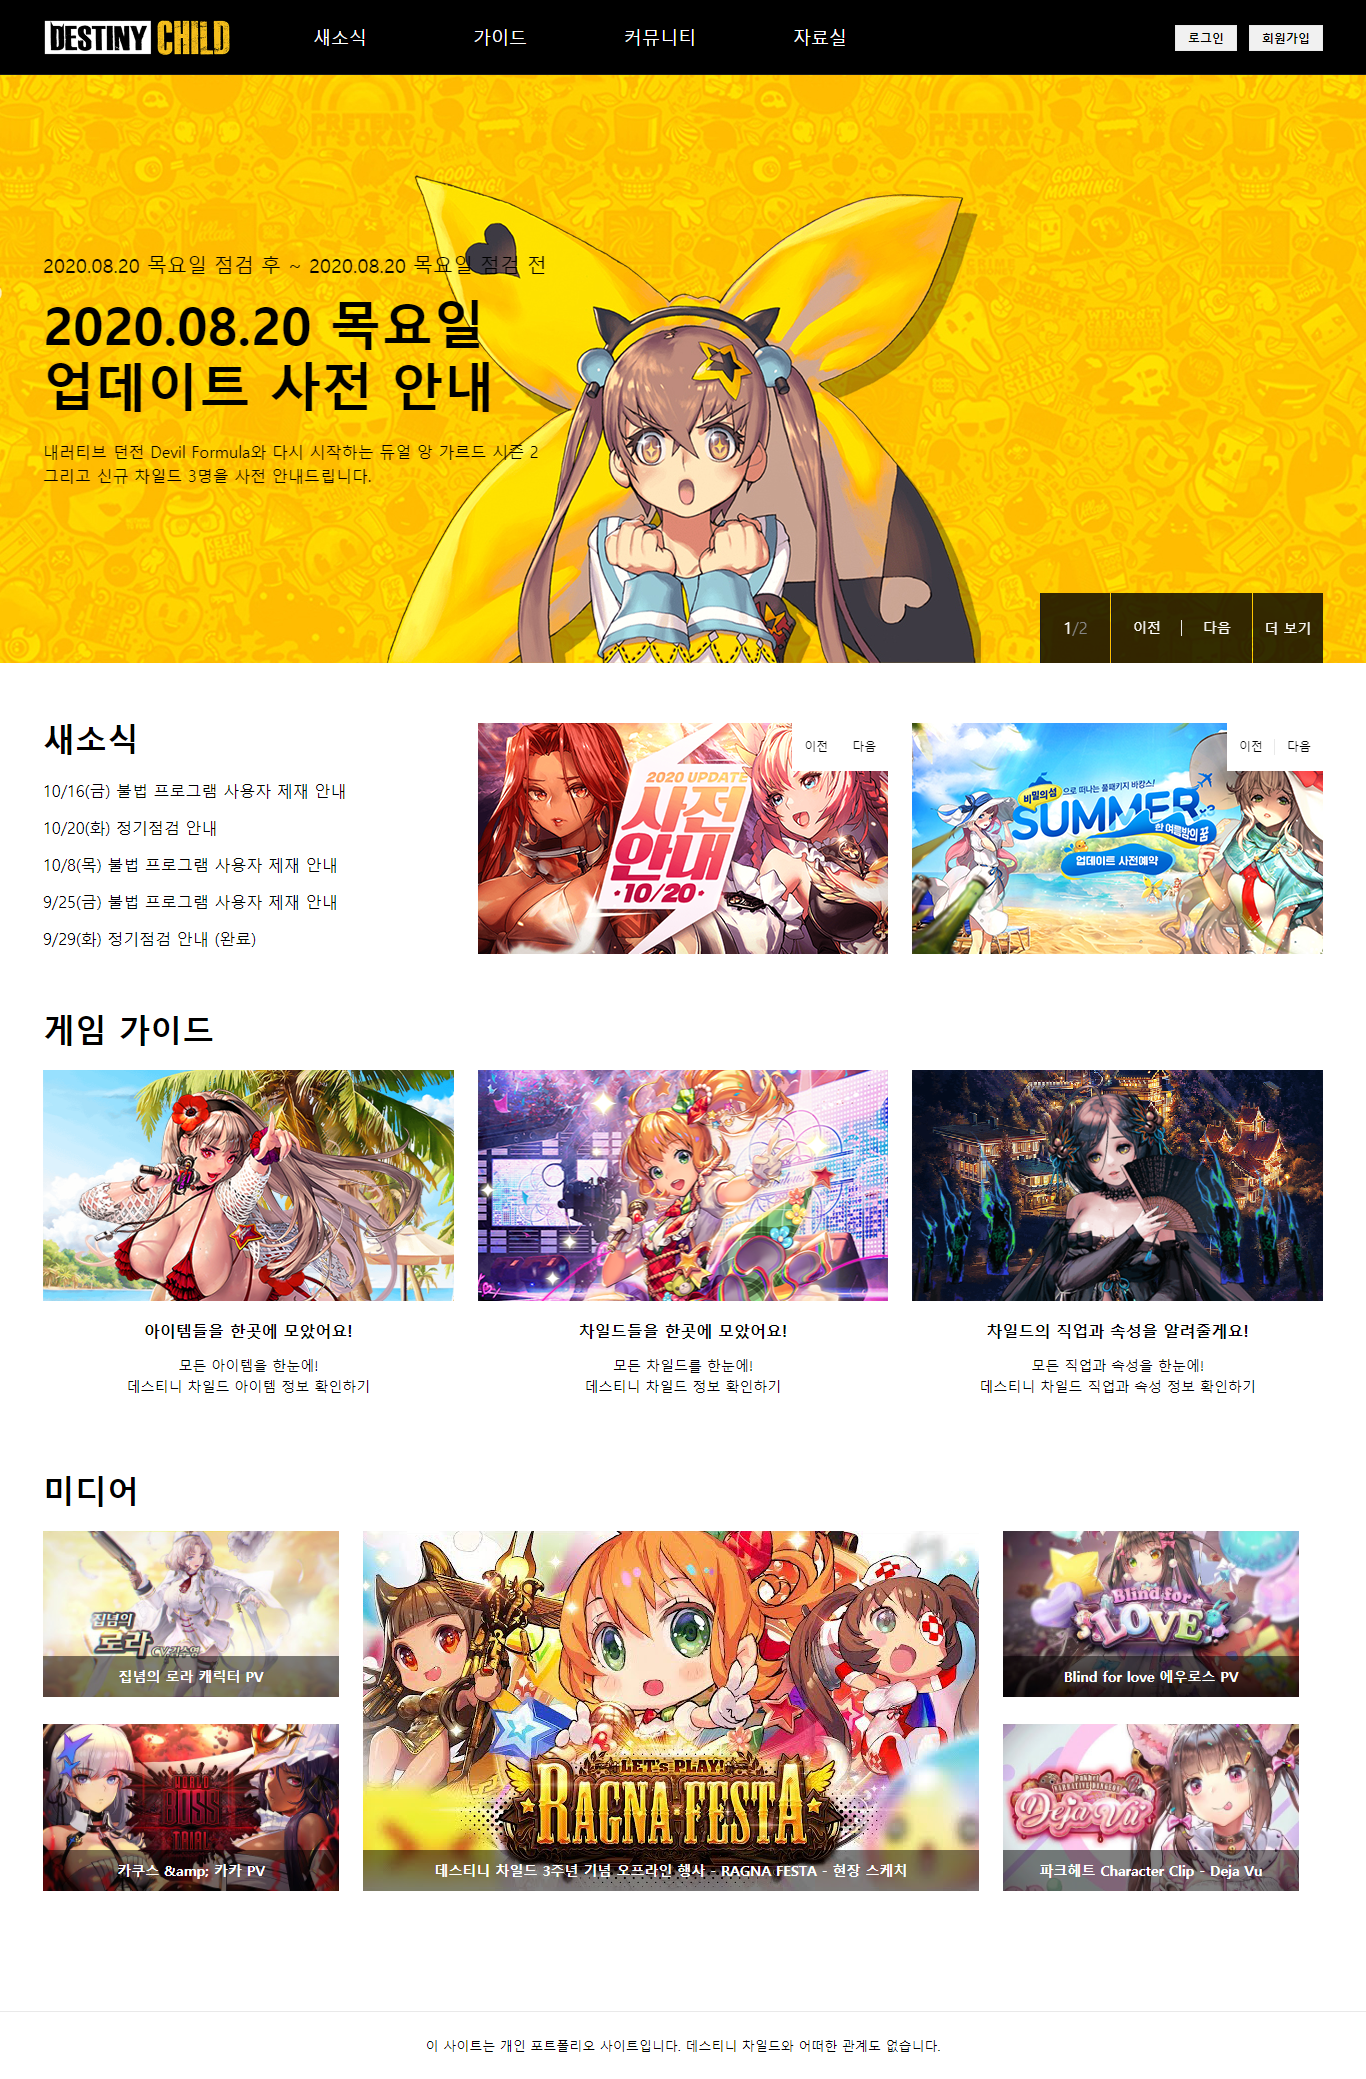 DESTINY CHILD
새소식
가이드
커뮤니티
자료실
로그인
회원가입
GOOD MORNING!
KEEP IT FRESH!
2020.08.20 목요일 점검 후 ~ 2020.08.20 목요일 점검 전
2020.08.20 목요일
업데이트 사전 안내
내러티브 던전 Devil Formula와 다시 시작하는 듀얼 앙 가르드 시즌 2
그리고 신규 차일드 3명을 사전 안내드립니다.
1/2
이전
다음
더 보기
새소식
10/16(금) 불법 프로그램 사용자 제재 안내
10/20(화) 정기점검 안내
10/8(목) 불법 프로그램 사용자 제재 안내
9/25(금) 불법 프로그램 사용자 제재 안내
9/29(화) 정기점검 안내 (완료)
이전
다음
2020 UPDATE
사전
안내
·10/20·
이전
다음
비밀의섬으로 떠나는 풀패키지 바캉스!
SUMMER x3
한 여름밤의 꿈
업데이트 사전예약
게임 가이드
아이템들을 한곳에 모았어요!
모든 아이템을 한눈에!
데스티니 차일드 아이템 정보 확인하기
차일드들을 한곳에 모았어요!
모든 차일드를 한눈에!
데스티니 차일드 정보 확인하기
차일드의 직업과 속성을 알려줄게요!
모든 직업과 속성을 한눈에!
데스티니 차일드 직업과 속성 정보 확인하기
미디어
집념의
로라
CV:김수영
집념의 로라 캐릭터 PV
WORLD
BOSS
TRIAL
카쿠스 &amp; 카카 PV
LET's PLAY!
RAGNA FESTA
데스티니 차일드 3주년 기념 오프라인 행사 - RAGNA FESTA - 현장 스케치
Blind for
LOVE
Blind for love 에우로스 PV
Deja Vu
파크헤트 Character Clip - Deja Vu
이 사이트는 개인 포트폴리오 사이트입니다. 데스티니 차일드와 어떠한 관계도 없습니다.